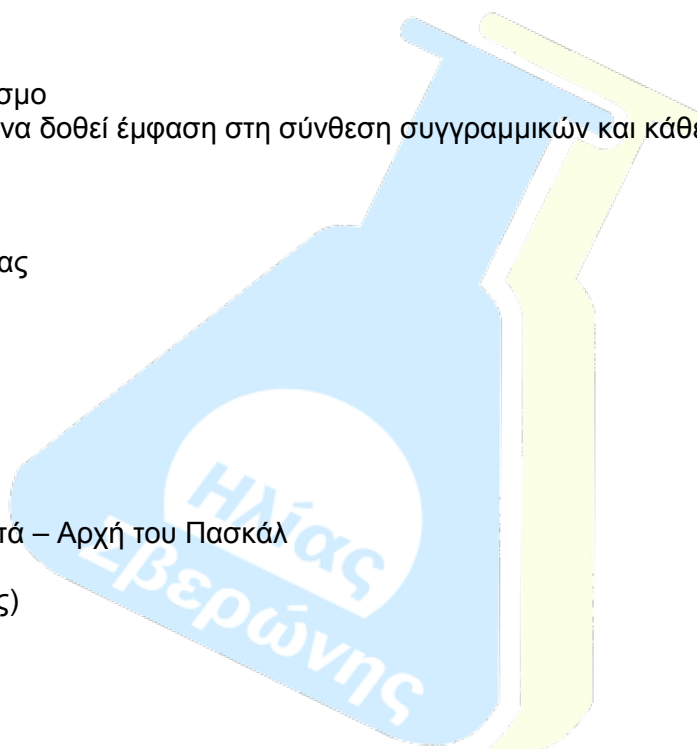 σμο
να δοθεί έμφαση στη σύνθεση συγγραμμικών και κάθε
ας
Ηλίας
τά – Αρχή του Πασκάλ
Σβερώνης
ς)